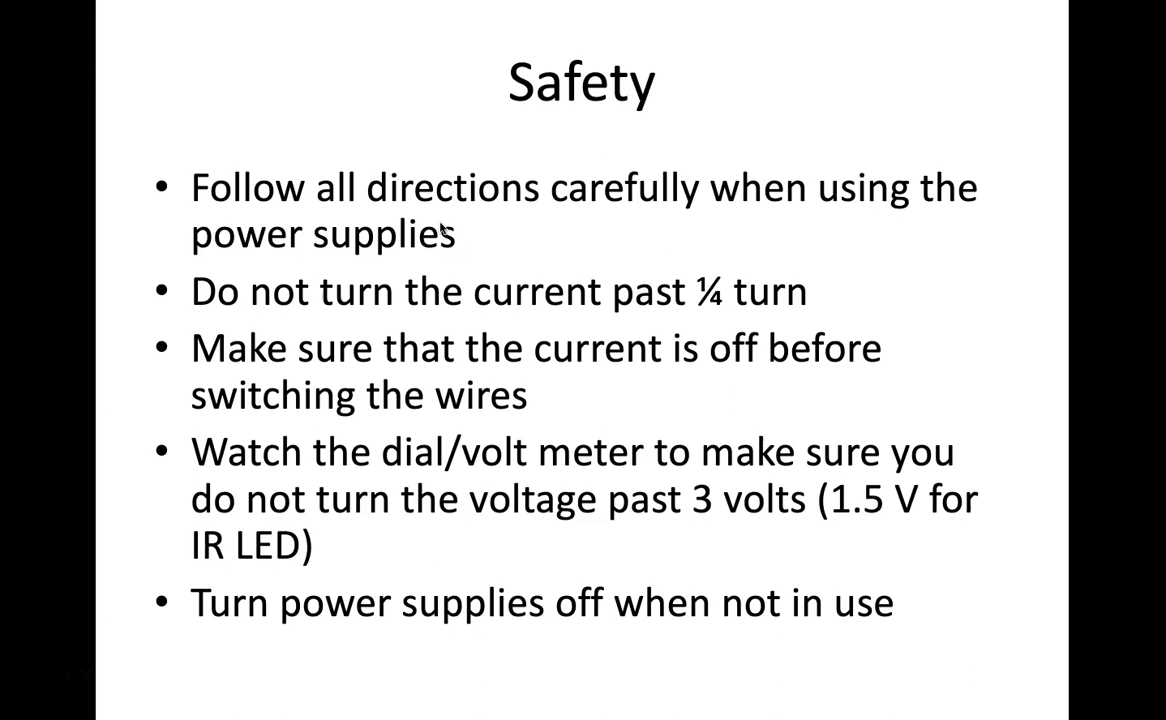 Safety
• Follow all directions carefully when using the
power supplies
• Do not turn the current past ¼ turn
• Make sure that the current is off before
switching the wires
• Watch the dial/volt meter to make sure you
do not turn the voltage past 3 volts (1.5 V for
IR LED)
• Turn power supplies off when not in use